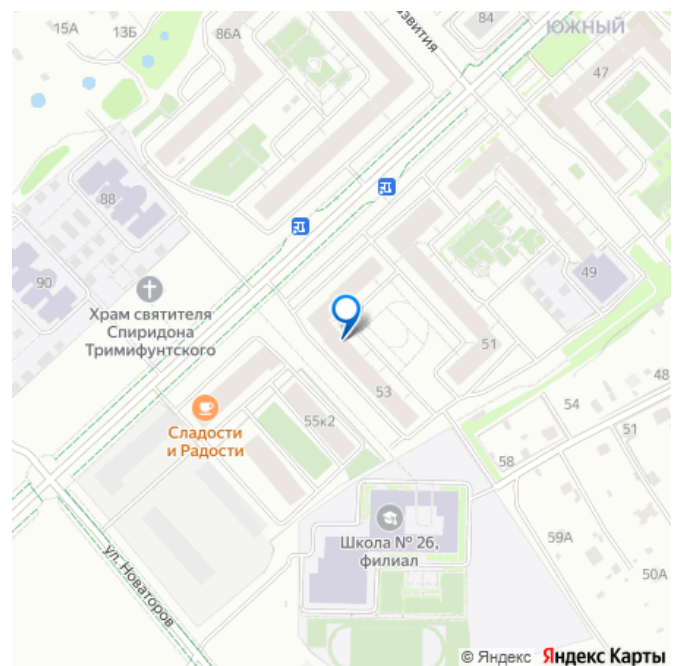 15А
13Б
86А
азвития
84
ЮЖНЫЙ
47
88
90
Храм святителя
Спиридона
Тримифунтского
49
51
53
Сладости
и Радости
55к2
48
54
51
58
Школа № 26,
филиал
59А
50А
ул. Новаторов
© Яндекс Яндекс Карты